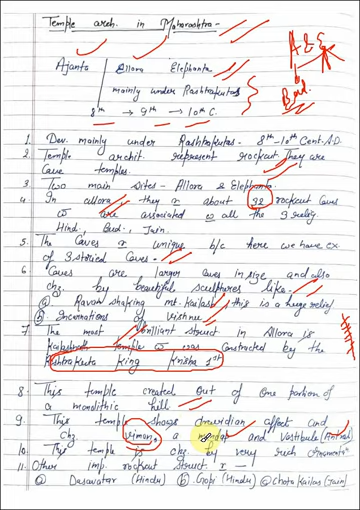 Temple arch. in Maharashtra -
A & E
Ajanta | Ellora Elephanta
mainly under Rashtrakutas
Bud.
8th → 9th → 10th C.
1. Dev. mainly under Rashtrakutas - 8th - 10th Cent. A.D.
2. Temple archit. represent rockcut, they are
Cave temples.
3. Two main sites - Allora & Elephanta.
4. In allora, they r about 32 rockcut Caves
w are associated w all the 3 relig.
Hind., Bud., Jain.
5. The Caves r unique b/c here we have ex
of 3 storied Caves -
6. Caves are larger Caves in size and also
chz. by beautiful sculptures like -
ⓐ Ravan shaking mt. Kailash, this is a huge relief
ⓑ Incarnations of Vishnu
7. The most brilliant struct in Allora is
Kailashnath temple w was constructed by the
Rashtrakuta King Krisha 1st
8. This temple created out of one portion of
a monolithic hill
9. This temple shows dravidian effect and
chz. viman, a mandap and Vestibule (Antral)
10. This temple is chz by very rich ornaments
11. Other imp. rockcut struct r -
ⓐ Dasavatar (Hindu) ⓑ Gopi (Hindu) ⓒ Chota Kailas (Jain)